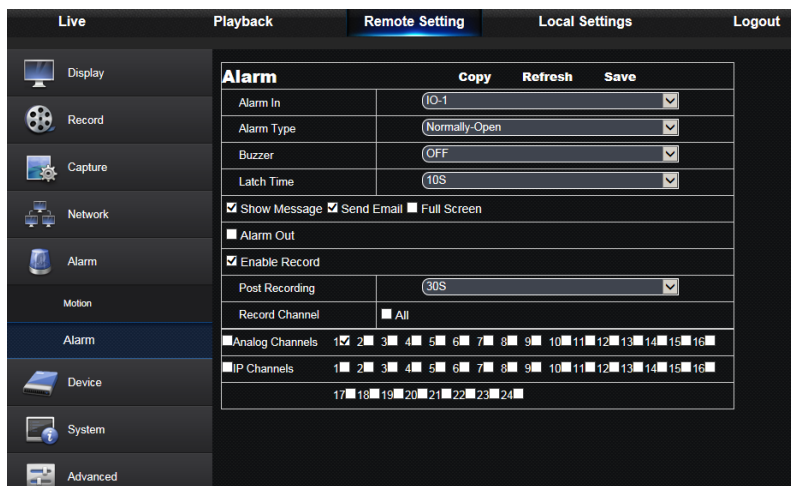 Live Playback Remote Setting Local Settings Logout
Display
Record
Capture
Network
Alarm
Motion
Alarm
Device
System
Advanced
Alarm Copy Refresh Save
Alarm In IO-1
Alarm Type Normally-Open
Buzzer OFF
Latch Time 10S
Show Message Send Email Full Screen
Alarm Out
Enable Record
Post Recording 30S
Record Channel All
Analog Channels 1 2 3 4 5 6 7 8 9 10 11 12 13 14 15 16
IP Channels 1 2 3 4 5 6 7 8 9 10 11 12 13 14 15 16
17 18 19 20 21 22 23 24